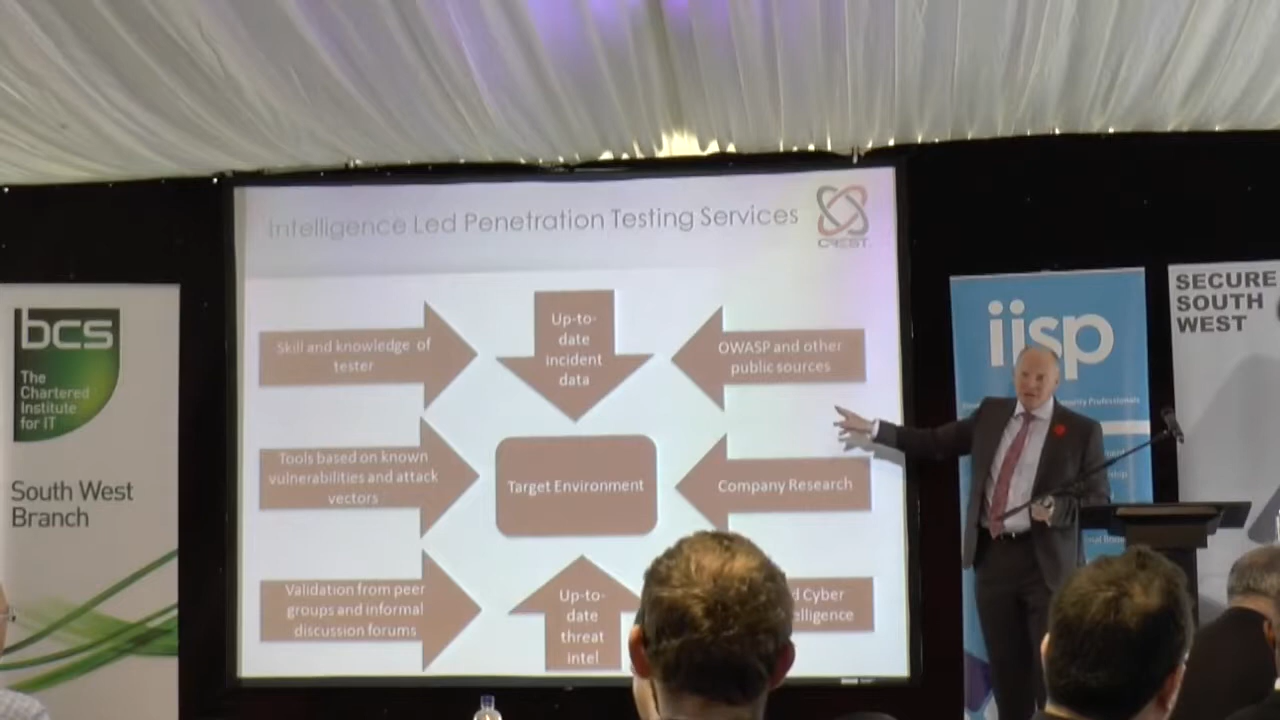 Intelligence Led Penetration Testing Services
CREST
Skill and knowledge of
tester
Up-to-
date
incident
data
OWASP and other
public sources
Tools based on known
vulnerabilities and attack
vectors
Target Environment
Company Research
Validation from peer
groups and informal
discussion forums
Up-to-
date
threat
intel
Cyber
bcs
The
Chartered
Institute
for IT
South West
Branch
iisp
Professionals
SECURE
SOUTH
WEST